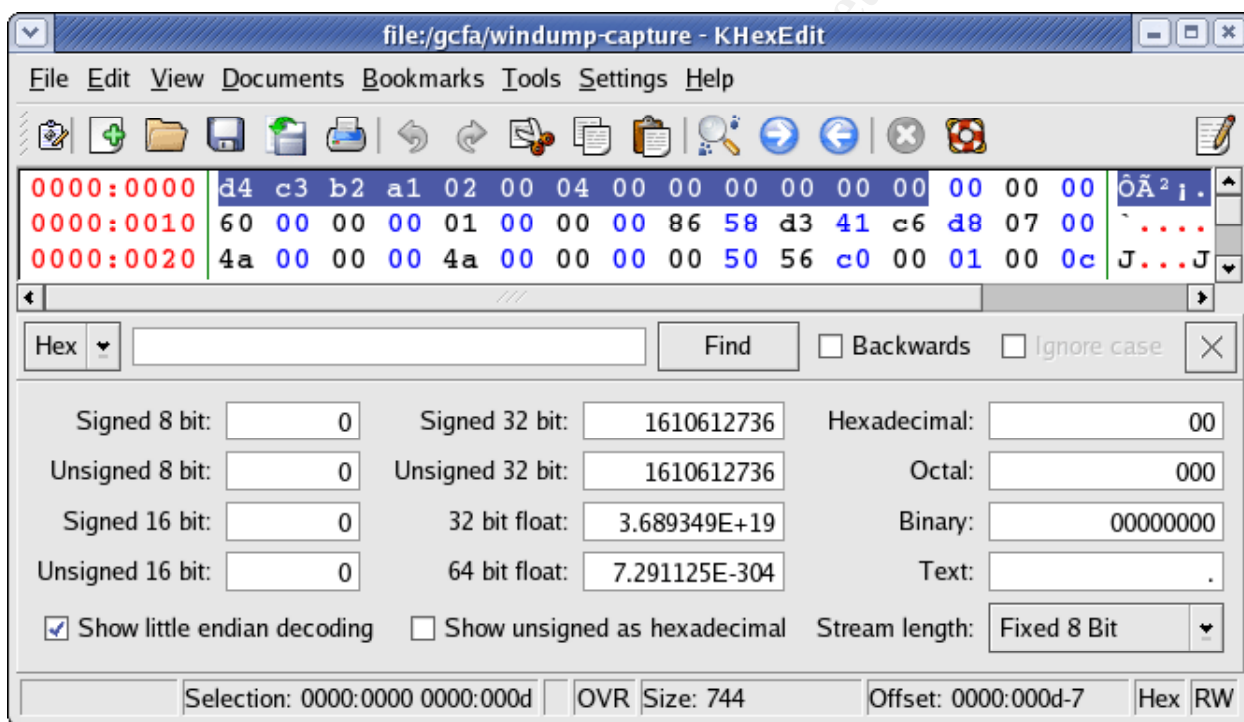 file:/gcfa/windump-capture - KHexEdit
File Edit View Documents Bookmarks Tools Settings Help
0000:0000 d4 c3 b2 a1 02 00 04 00 00 00 00 00 00 00 00 00 ÔÃ²¡.
0000:0010 60 00 00 00 01 00 00 00 86 58 d3 41 c6 d8 07 00 `....
0000:0020 4a 00 00 00 4a 00 00 00 00 50 56 c0 00 01 00 0c J...J
Hex Find Backwards Ignore case
Signed 8 bit: 0 Signed 32 bit: 1610612736 Hexadecimal: 00
Unsigned 8 bit: 0 Unsigned 32 bit: 1610612736 Octal: 000
Signed 16 bit: 0 32 bit float: 3.689349E+19 Binary: 00000000
Unsigned 16 bit: 0 64 bit float: 7.291125E-304 Text: .
Show little endian decoding Show unsigned as hexadecimal Stream length: Fixed 8 Bit
Selection: 0000:0000 0000:000d OVR Size: 744 Offset: 0000:000d-7 Hex RW